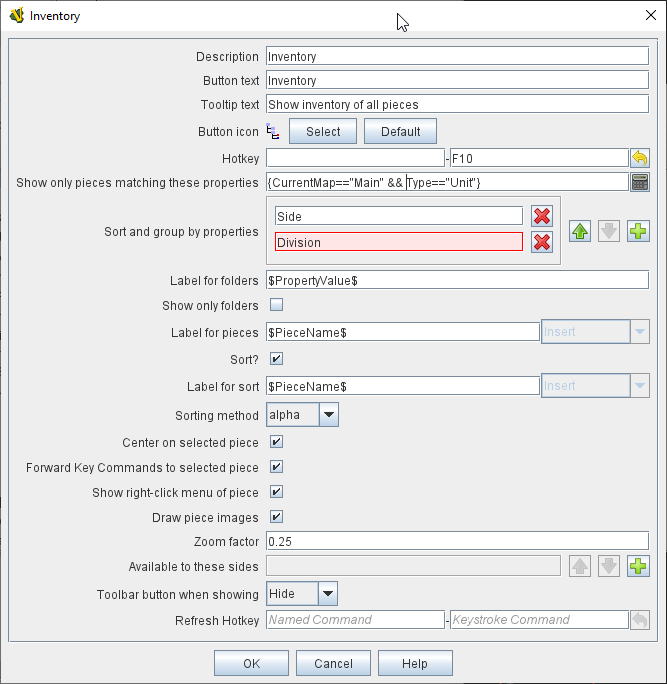 Inventory
Description Inventory
Button text Inventory
Tooltip text Show inventory of all pieces
Button icon Select Default
Hotkey - F10
Show only pieces matching these properties {CurrentMap=="Main" && Type=="Unit"}
Side
Sort and group by properties
Division
Label for folders $PropertyValue$
Show only folders
Label for pieces $PieceName$ Insert
Sort?
Label for sort $PieceName$ Insert
Sorting method alpha
Center on selected piece
Forward Key Commands to selected piece
Show right-click menu of piece
Draw piece images
Zoom factor 0.25
Available to these sides
Toolbar button when showing Hide
Refresh Hotkey Named Command - Keystroke Command
OK Cancel Help